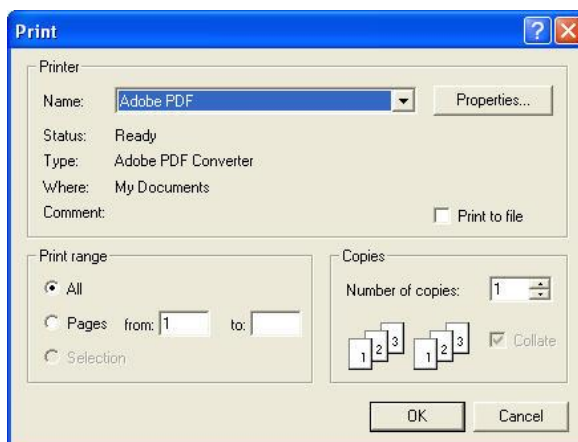 Print
Printer
Name: Adobe PDF Properties...
Status: Ready
Type: Adobe PDF Converter
Where: My Documents
Comment: Print to file
Print range
All
Pages from: 1 to:
Selection
Copies
Number of copies: 1
1 2 3 1 2 3 Collate
OK Cancel